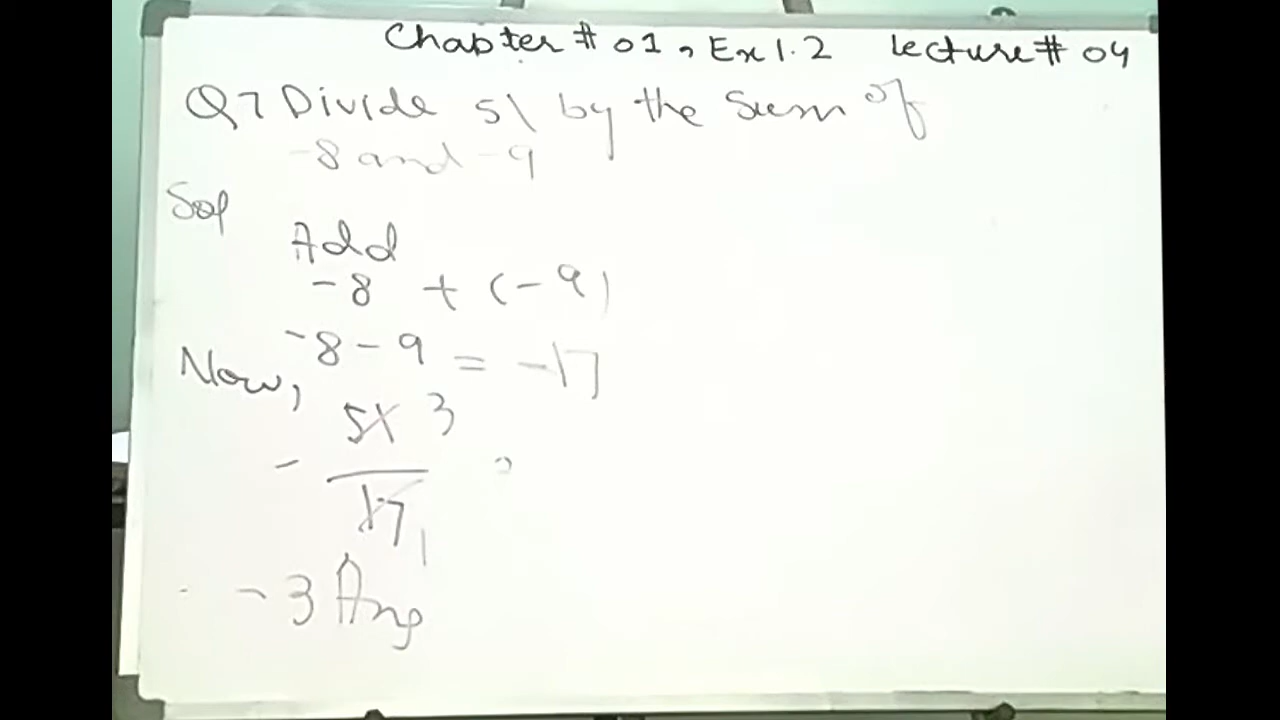 Chapter # 01, Ex 1.2 Lecture # 04
Q7 Divide 51 by the Sum of
-8 and -9
Sol
Add
-8 + (-9)
-8 - 9 = -17
Now,
51 3
-
17 1
-3 Ans